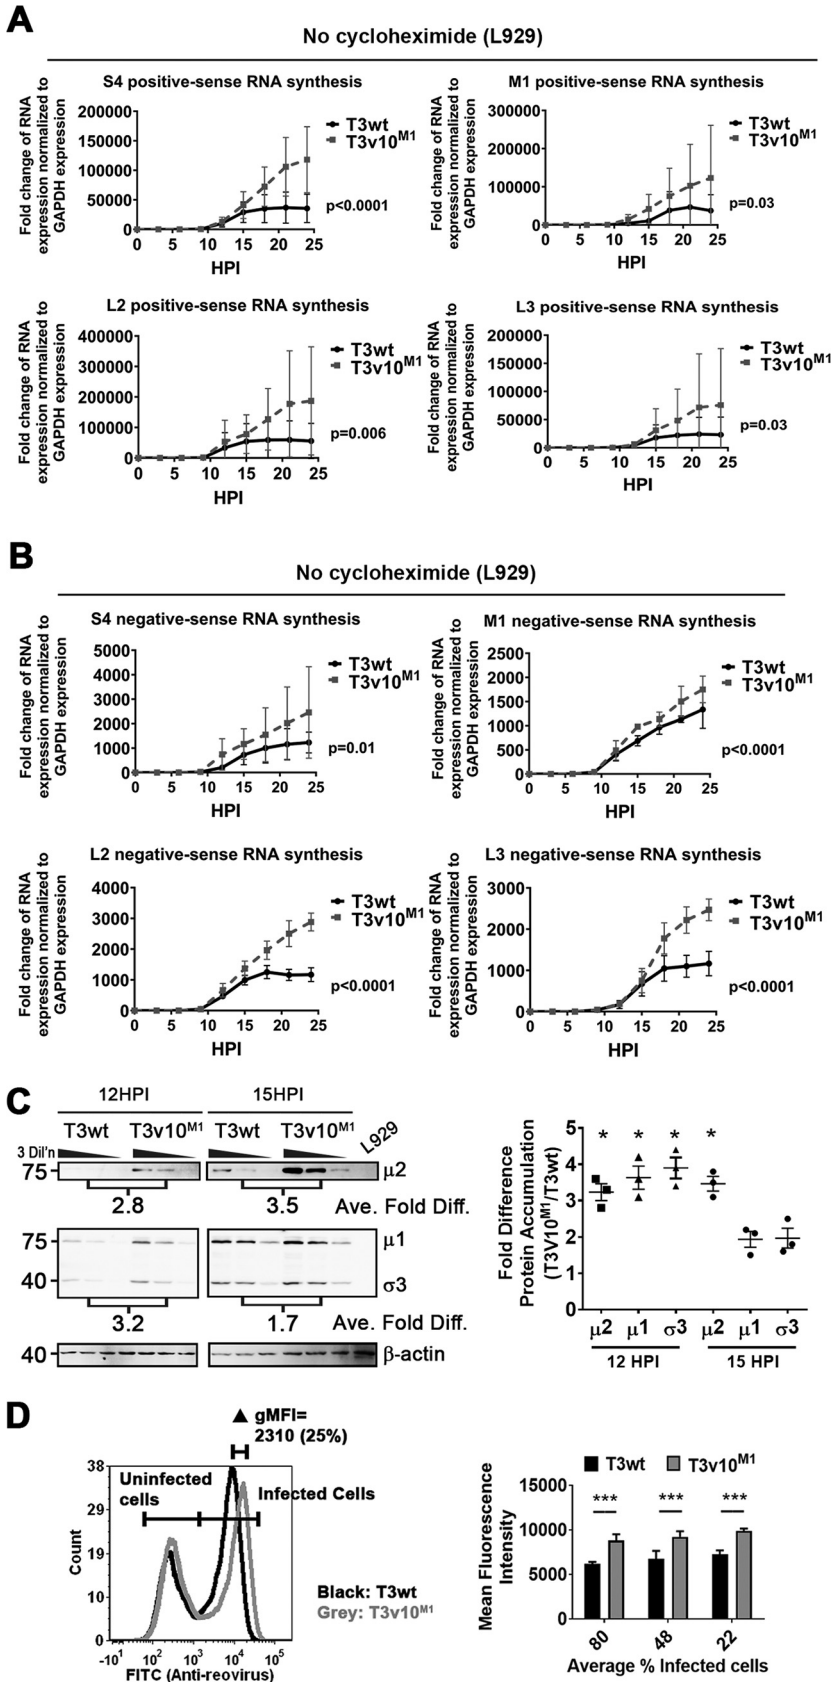 A
No cycloheximide (L929)
S4 positive-sense RNA synthesis
Fold change of RNA
expression normalized to
GAPDH expression
200000
150000
100000
50000
0
0 5 10 15 20 25
HPI
T3wt
T3v10M1
p<0.0001
M1 positive-sense RNA synthesis
Fold change of RNA
expression normalized to
GAPDH expression
300000
200000
100000
0
0 5 10 15 20 25
HPI
T3wt
T3v10M1
p=0.03
L2 positive-sense RNA synthesis
Fold change of RNA
expression normalized to
GAPDH expression
400000
300000
200000
100000
0
0 5 10 15 20 25
HPI
T3wt
T3v10M1
p=0.006
L3 positive-sense RNA synthesis
Fold change of RNA
expression normalized to
GAPDH expression
200000
150000
100000
50000
0
0 5 10 15 20 25
HPI
T3wt
T3v10M1
p=0.03
B
No cycloheximide (L929)
S4 negative-sense RNA synthesis
Fold change of RNA
expression normalized to
GAPDH expression
5000
4000
3000
2000
1000
0
0 5 10 15 20 25
HPI
T3wt
T3v10M1
p=0.01
M1 negative-sense RNA synthesis
Fold change of RNA
expression normalized to
GAPDH expression
2500
2000
1500
1000
500
0
0 5 10 15 20 25
HPI
T3wt
T3v10M1
p<0.0001
L2 negative-sense RNA synthesis
Fold change of RNA
expression normalized to
GAPDH expression
4000
3000
2000
1000
0
0 5 10 15 20 25
HPI
T3wt
T3v10M1
p<0.0001
L3 negative-sense RNA synthesis
Fold change of RNA
expression normalized to
GAPDH expression
3000
2000
1000
0
0 5 10 15 20 25
HPI
T3wt
T3v10M1
p<0.0001
C
12HPI 15HPI
T3wt T3v10M1 T3wt T3v10M1 L929
3 Dil'n
75 μ2
2.8 3.5 Ave. Fold Diff.
75 μ1
40 σ3
3.2 1.7 Ave. Fold Diff.
40 β-actin
Fold Difference
Protein Accumulation
(T3V10M1/T3wt)
5
4
3
2
1
0
* * * *
μ2 μ1 σ3 μ2 μ1 σ3
12 HPI 15 HPI
D
▲ gMFI=
2310 (25%)
Uninfected
cells
Infected Cells
Count
38
29
19
10
0
-10¹ 10² 10³ 10⁴ 10⁵
FITC (Anti-reovirus)
Black: T3wt
Grey: T3v10M1
T3wt T3v10M1
Mean Fluorescence
Intensity
15000
10000
5000
0
*** *** ***
80 48 22
Average % Infected cells